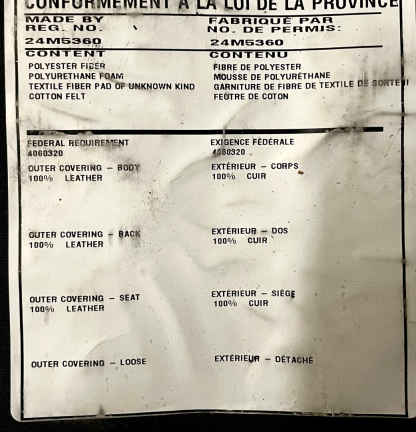 CONFORMÉMENT À LA LOI DE LA PROVINCE
MADE BY
REG. NO.
24M5360
FABRIQUÉ PAR
NO. DE PERMIS:
24M5360
CONTENT
POLYESTER FIBER
POLYURETHANE FOAM
TEXTILE FIBER PAD OF UNKNOWN KIND
COTTON FELT
CONTENU
FIBRE DE POLYESTER
MOUSSE DE POLYURÉTHANE
GARNITURE DE FIBRE DE TEXTILE DE
FEUTRE DE COTON
FEDERAL REQUIREMENT
4060320
EXIGENCE FÉDÉRALE
4060320
OUTER COVERING – BODY
100% LEATHER
EXTÉRIEUR – CORPS
100% CUIR
OUTER COVERING – BACK
100% LEATHER
EXTÉRIEUR – DOS
100% CUIR
OUTER COVERING – SEAT
100% LEATHER
EXTÉRIEUR – SIÈGE
100% CUIR
OUTER COVERING – LOOSE
EXTÉRIEUR – DÉTACHÉ